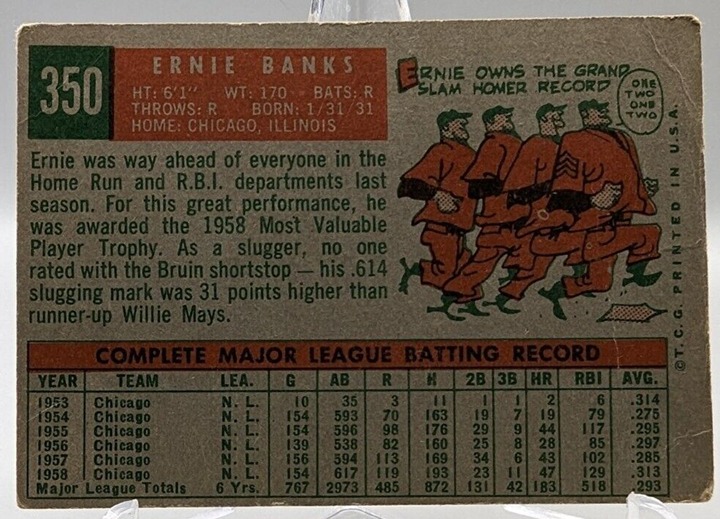 350
ERNIE BANKS
HT: 6'1" WT: 170 BATS: R
THROWS: R BORN: 1/31/31
HOME: CHICAGO, ILLINOIS
ERNIE OWNS THE GRAND
SLAM HOMER RECORD
ONE
TWO
ONE
TWO
Ernie was way ahead of everyone in the
Home Run and R.B.I. departments last
season. For this great performance, he
was awarded the 1958 Most Valuable
Player Trophy. As a slugger, no one
rated with the Bruin shortstop — his .614
slugging mark was 31 points higher than
runner-up Willie Mays.
© T. C. G. PRINTED IN U. S. A.
COMPLETE MAJOR LEAGUE BATTING RECORD
YEAR TEAM LEA. G AB R H 2B 3B HR RBI AVG.
1953 Chicago N. L. 10 35 3 11 1 1 2 6 .314
1954 Chicago N. L. 154 593 70 163 19 7 19 79 .275
1955 Chicago N. L. 154 596 98 176 29 9 44 117 .295
1956 Chicago N. L. 139 538 82 160 25 8 28 85 .297
1957 Chicago N. L. 156 594 113 169 34 6 43 102 .285
1958 Chicago N. L. 154 617 119 193 23 11 47 129 .313
Major League Totals 6 Yrs. 767 2973 485 872 131 42 183 518 .293